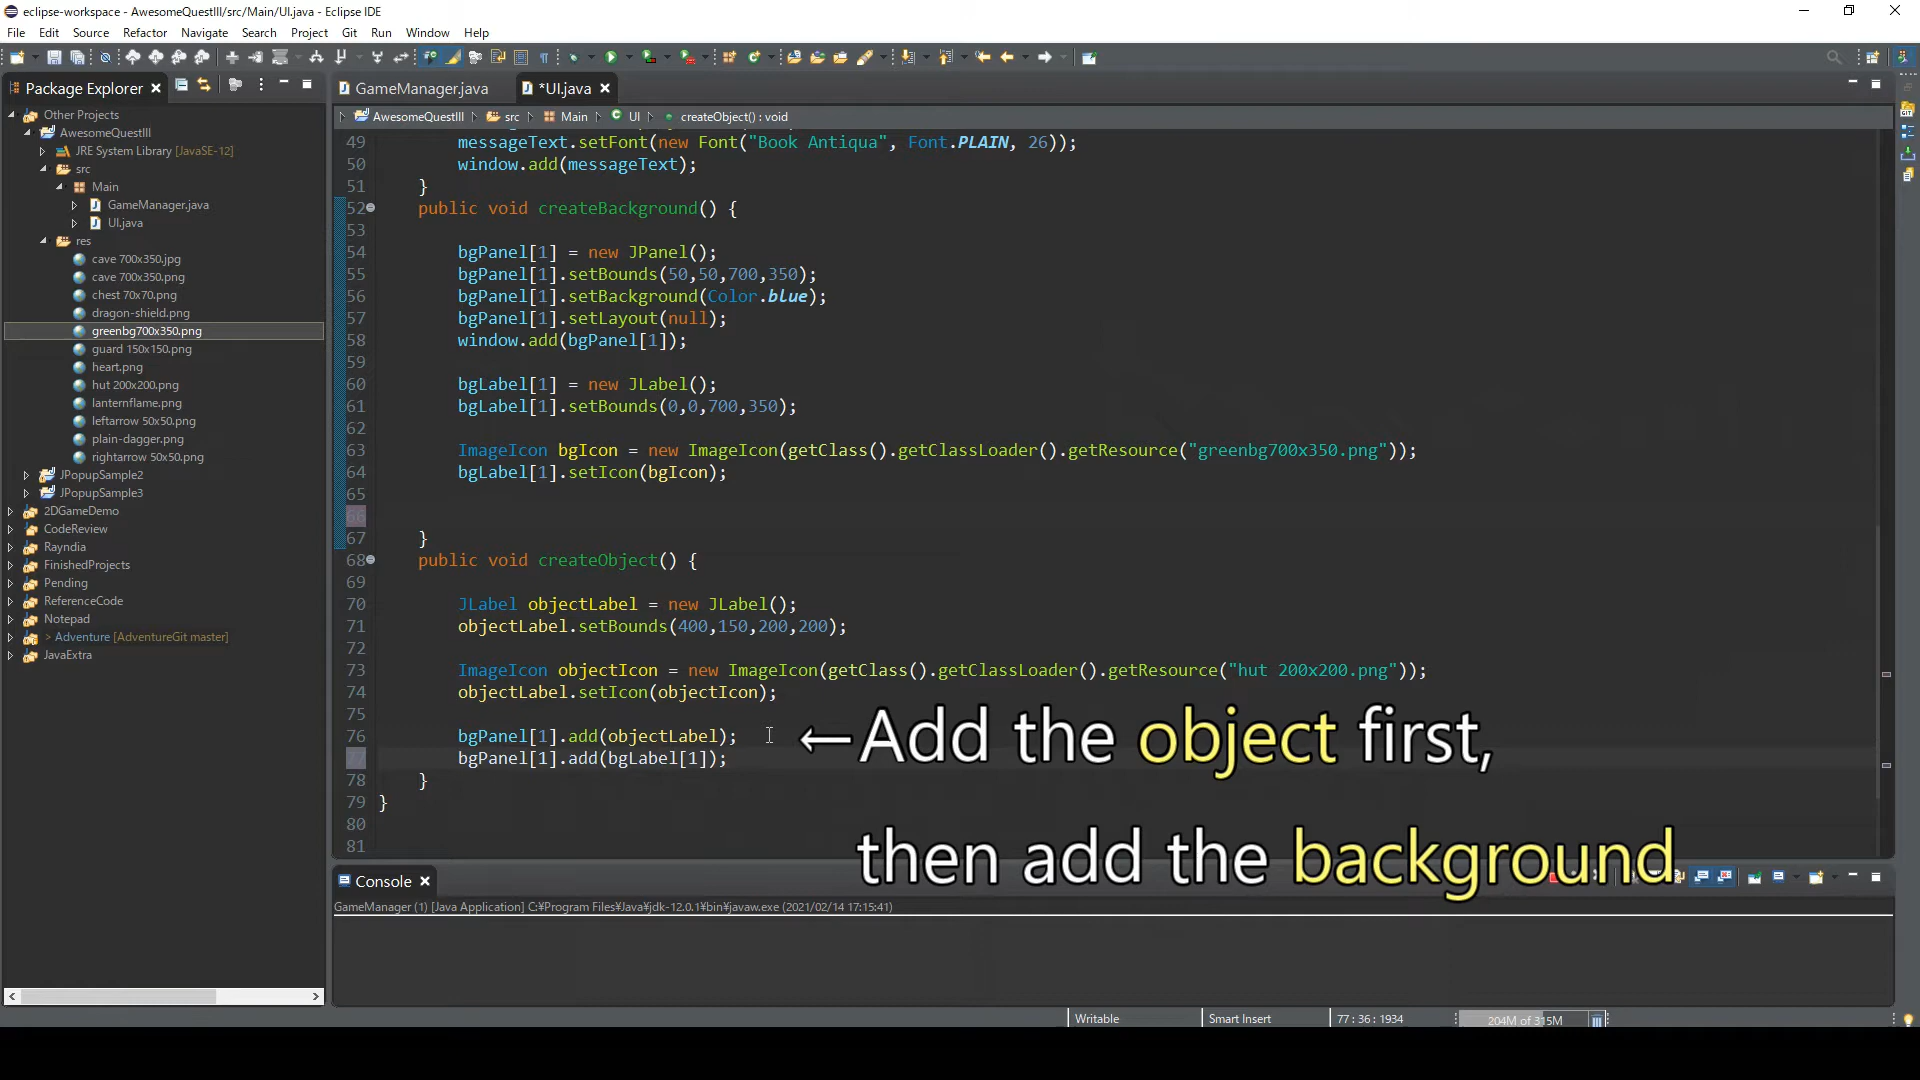 eclipse-workspace - AwesomeQuestIII/src/Main/UI.java - Eclipse IDE
File Edit Source Refactor Navigate Search Project Git Run Window Help
Package Explorer
GameManager.java
*UI.java
AwesomeQuestIII src Main UI createObject() : void
Other Projects
AwesomeQuestIII
JRE System Library [JavaSE-12]
src
Main
GameManager.java
UI.java
res
cave 700x350.jpg
cave 700x350.png
chest 70x70.png
dragon-shield.png
greenbg700x350.png
guard 150x150.png
heart.png
hut 200x200.png
lanternflame.png
leftarrow 50x50.png
plain-dagger.png
rightarrow 50x50.png
JPopupSample2
JPopupSample3
2DGameDemo
CodeReview
Rayndia
FinishedProjects
Pending
ReferenceCode
Notepad
> Adventure [AdventureGit master]
JavaExtra
49 messageText.setFont(new Font("Book Antiqua", Font.PLAIN, 26));
50 window.add(messageText);
51 }
52 public void createBackground() {
53
54 bgPanel[1] = new JPanel();
55 bgPanel[1].setBounds(50,50,700,350);
56 bgPanel[1].setBackground(Color.blue);
57 bgPanel[1].setLayout(null);
58 window.add(bgPanel[1]);
59
60 bgLabel[1] = new JLabel();
61 bgLabel[1].setBounds(0,0,700,350);
62
63 ImageIcon bgIcon = new ImageIcon(getClass().getClassLoader().getResource("greenbg700x350.png"));
64 bgLabel[1].setIcon(bgIcon);
65
66
67 }
68 public void createObject() {
69
70 JLabel objectLabel = new JLabel();
71 objectLabel.setBounds(400,150,200,200);
72
73 ImageIcon objectIcon = new ImageIcon(getClass().getClassLoader().getResource("hut 200x200.png"));
74 objectLabel.setIcon(objectIcon);
75
76 bgPanel[1].add(objectLabel);
77 bgPanel[1].add(bgLabel[1]);
78 }
79 }
80
81
←Add the object first,
then add the background
Console
GameManager (1) [Java Application] C:¥Program Files¥Java¥jdk-12.0.1¥bin¥javaw.exe (2021/02/14 17:15:41)
Writable Smart Insert 77 : 36 : 1934 204M of 315M